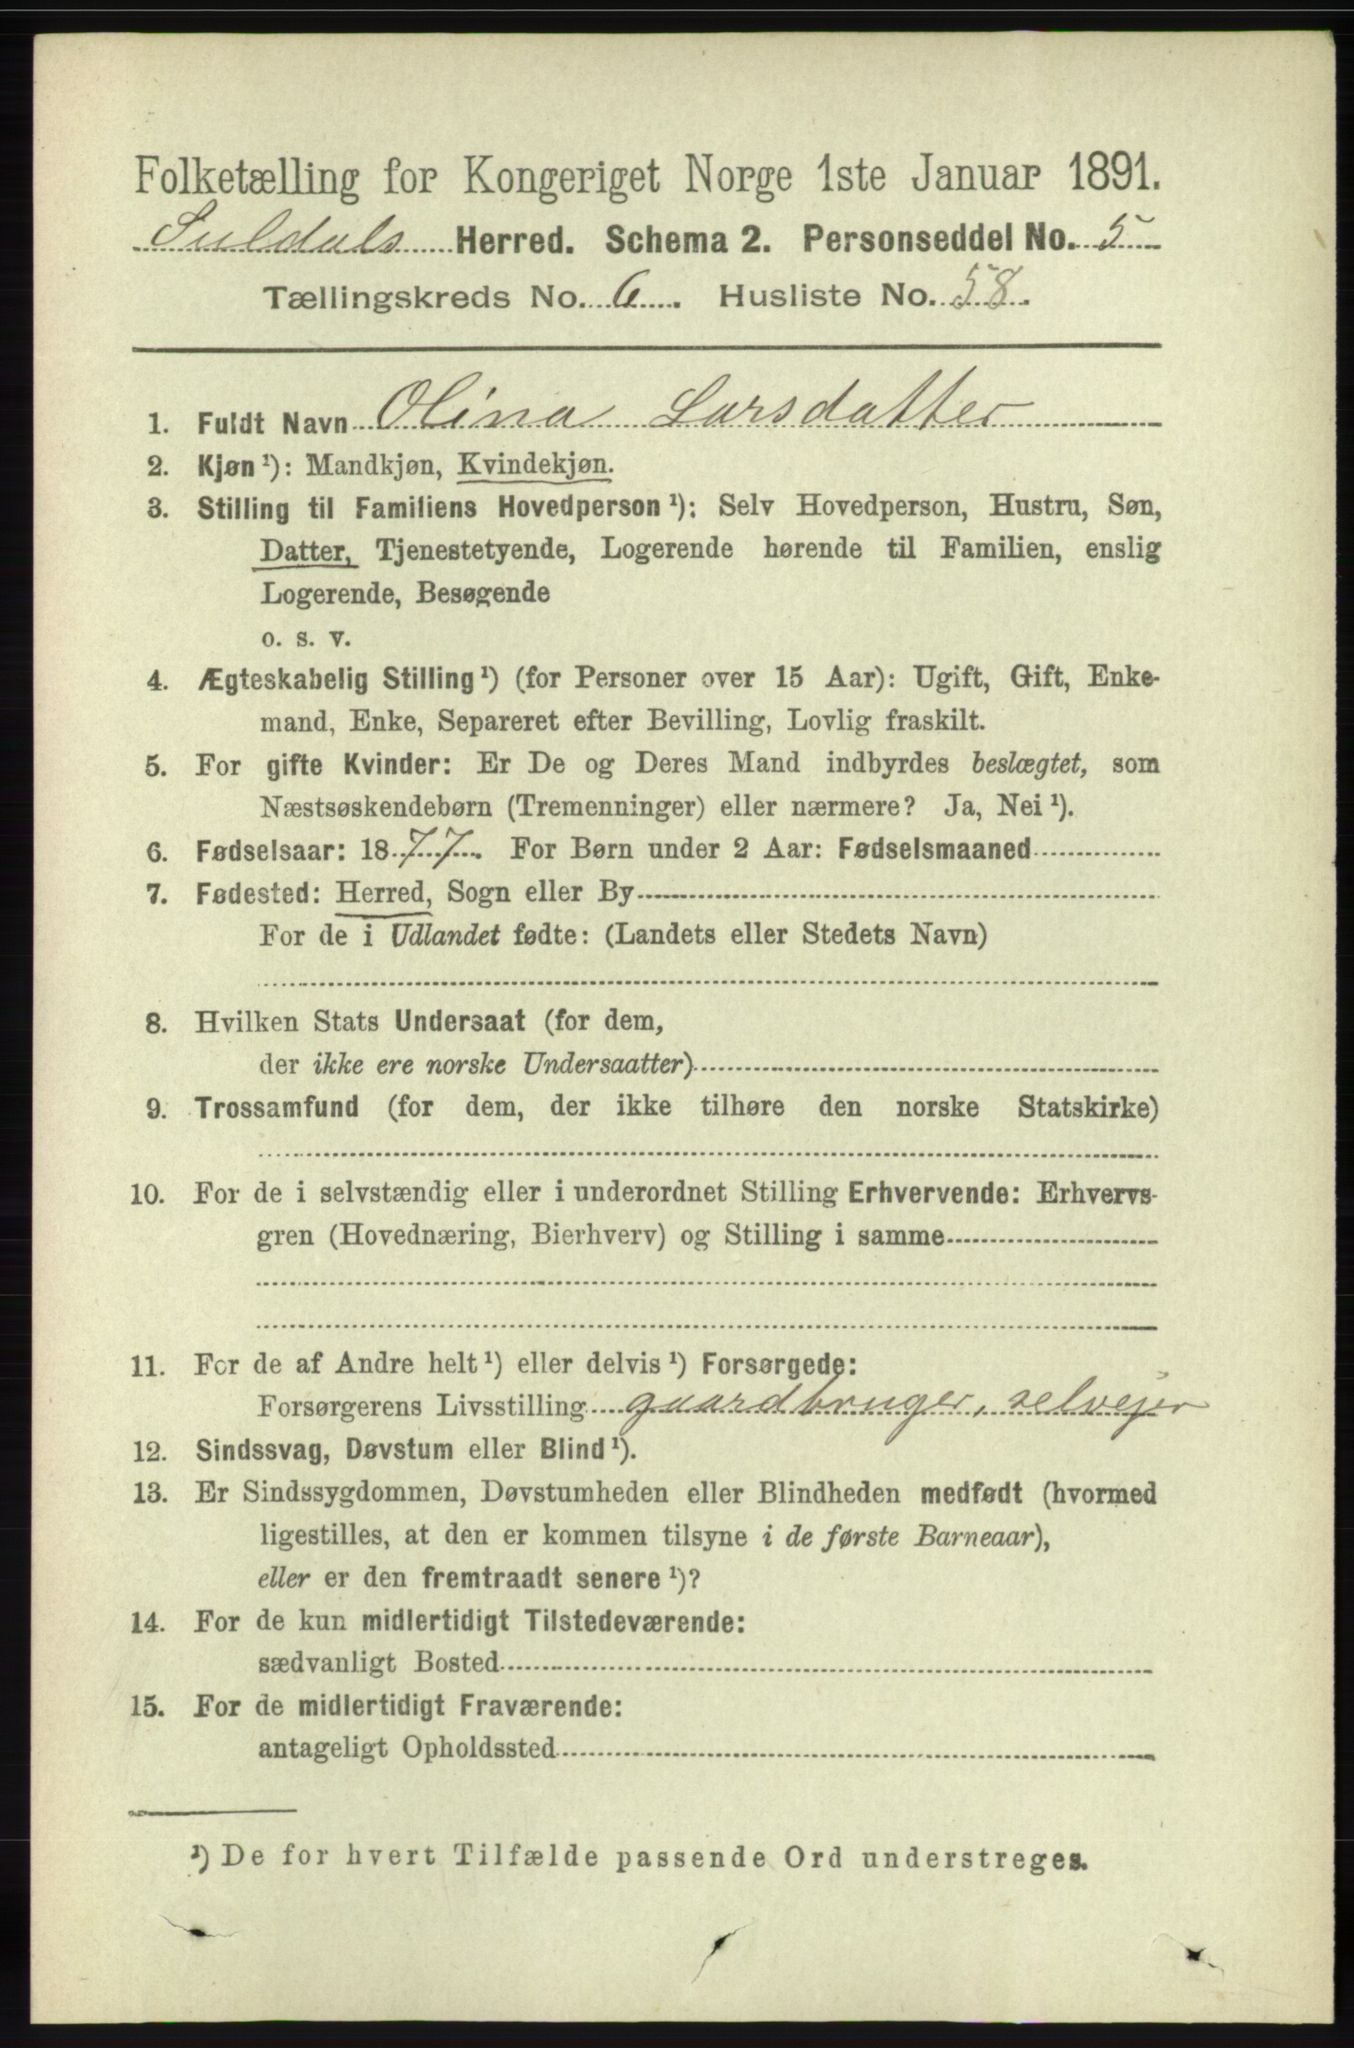 Folketælling for Kongeriget Norge 1ste Januar 1891.
Suldals Herred. Schema 2. Personseddel No. 5
Tællingskreds No. 6. Husliste No. 58.
1. Fuldt Navn Olina Larsdatter
2. Kjøn ¹): Mandkjøn, Kvindekjøn.
3. Stilling til Familiens Hovedperson ¹): Selv Hovedperson, Hustru, Søn,
Datter, Tjenestetyende, Logerende hørende til Familien, enslig
Logerende, Besøgende
o. s. v.
4. Ægteskabelig Stilling ¹) (for Personer over 15 Aar): Ugift, Gift, Enke-
mand, Enke, Separeret efter Bevilling, Lovlig fraskilt.
5. For gifte Kvinder: Er De og Deres Mand indbyrdes beslægtet, som
Næstsøskendebørn (Tremenninger) eller nærmere? Ja, Nei ¹).
6. Fødselsaar: 1877. For Børn under 2 Aar: Fødselsmaaned
7. Fødested: Herred, Sogn eller By
For de i Udlandet fødte: (Landets eller Stedets Navn)
8. Hvilken Stats Undersaat (for dem,
der ikke ere norske Undersaatter)
9. Trossamfund (for dem, der ikke tilhøre den norske Statskirke)
10. For de i selvstændig eller i underordnet Stilling Erhvervende: Erhvervs-
gren (Hovednæring, Bierhverv) og Stilling i samme
11. For de af Andre helt ¹) eller delvis ¹) Forsørgede:
Forsørgerens Livsstilling gaardbruger, selvejer
12. Sindssvag, Døvstum eller Blind ¹).
13. Er Sindssygdommen, Døvstumheden eller Blindheden medfødt (hvormed
ligestilles, at den er kommen tilsyne i de første Barneaar),
eller er den fremtraadt senere ¹)?
14. For de kun midlertidigt Tilstedeværende:
sædvanligt Bosted
15. For de midlertidigt Fraværende:
antageligt Opholdssted
¹) De for hvert Tilfælde passende Ord understreges.